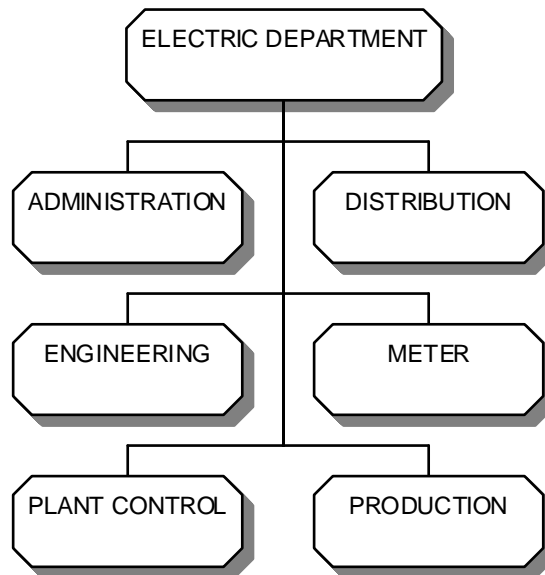 ELECTRIC DEPARTMENT
ADMINISTRATION
DISTRIBUTION
ENGINEERING
METER
PLANT CONTROL
PRODUCTION